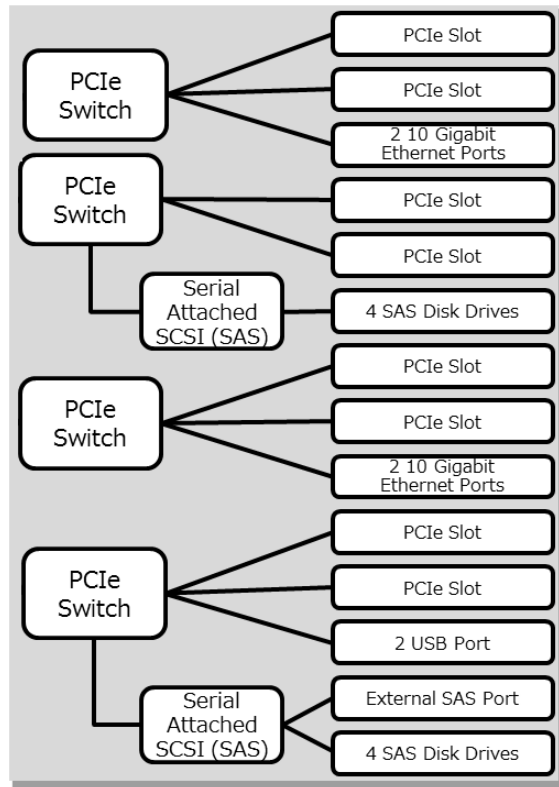 PCIe
Switch
PCIe Slot
PCIe Slot
2 10 Gigabit
Ethernet Ports
PCIe
Switch
PCIe Slot
PCIe Slot
Serial
Attached
SCSI (SAS)
4 SAS Disk Drives
PCIe
Switch
PCIe Slot
PCIe Slot
2 10 Gigabit
Ethernet Ports
PCIe
Switch
PCIe Slot
PCIe Slot
2 USB Port
Serial
Attached
SCSI (SAS)
External SAS Port
4 SAS Disk Drives